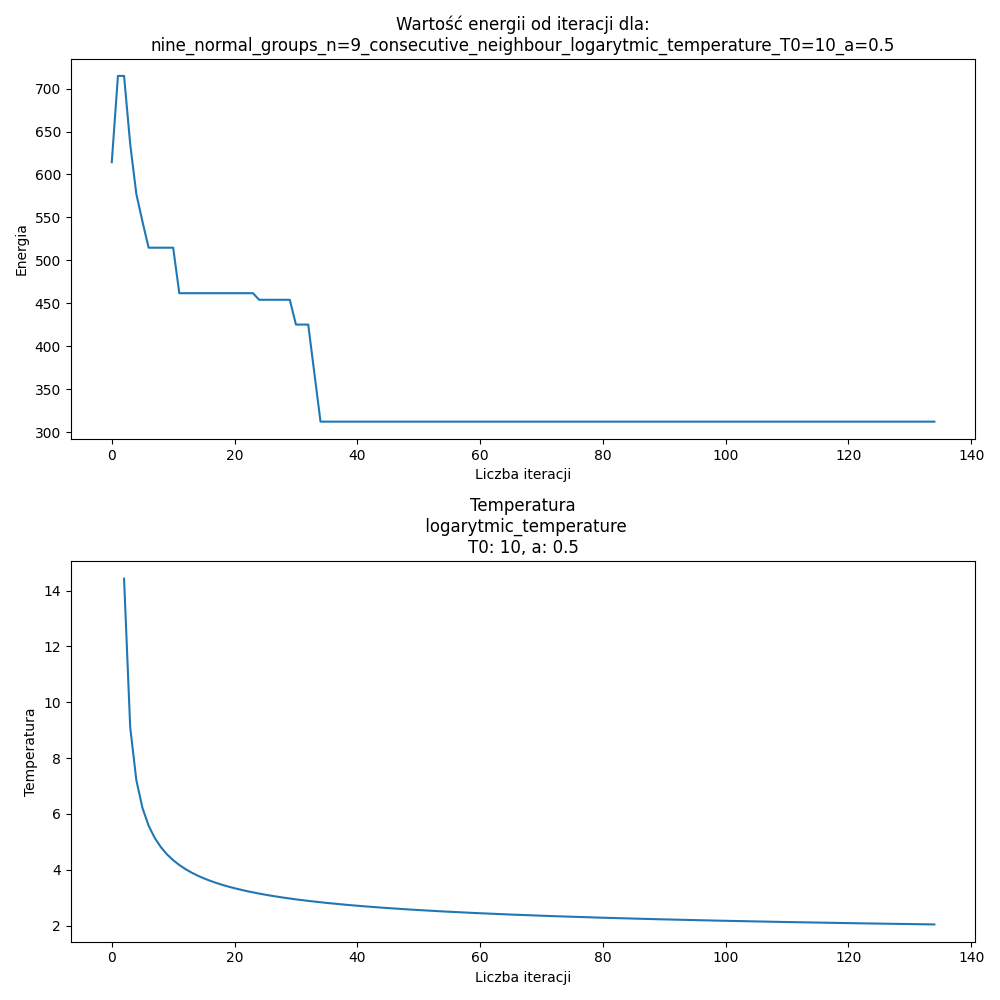 Wartość energii od iteracji dla:
nine_normal_groups_n=9_consecutive_neighbour_logarytmic_temperature_T0=10_a=0.5
700
650
600
550
500
450
400
350
300
Energia
0 20 40 60 80 100 120 140
Liczba iteracji
Temperatura
logarytmic_temperature
T0: 10, a: 0.5
14
12
10
8
6
4
2
Temperatura
0 20 40 60 80 100 120 140
Liczba iteracji